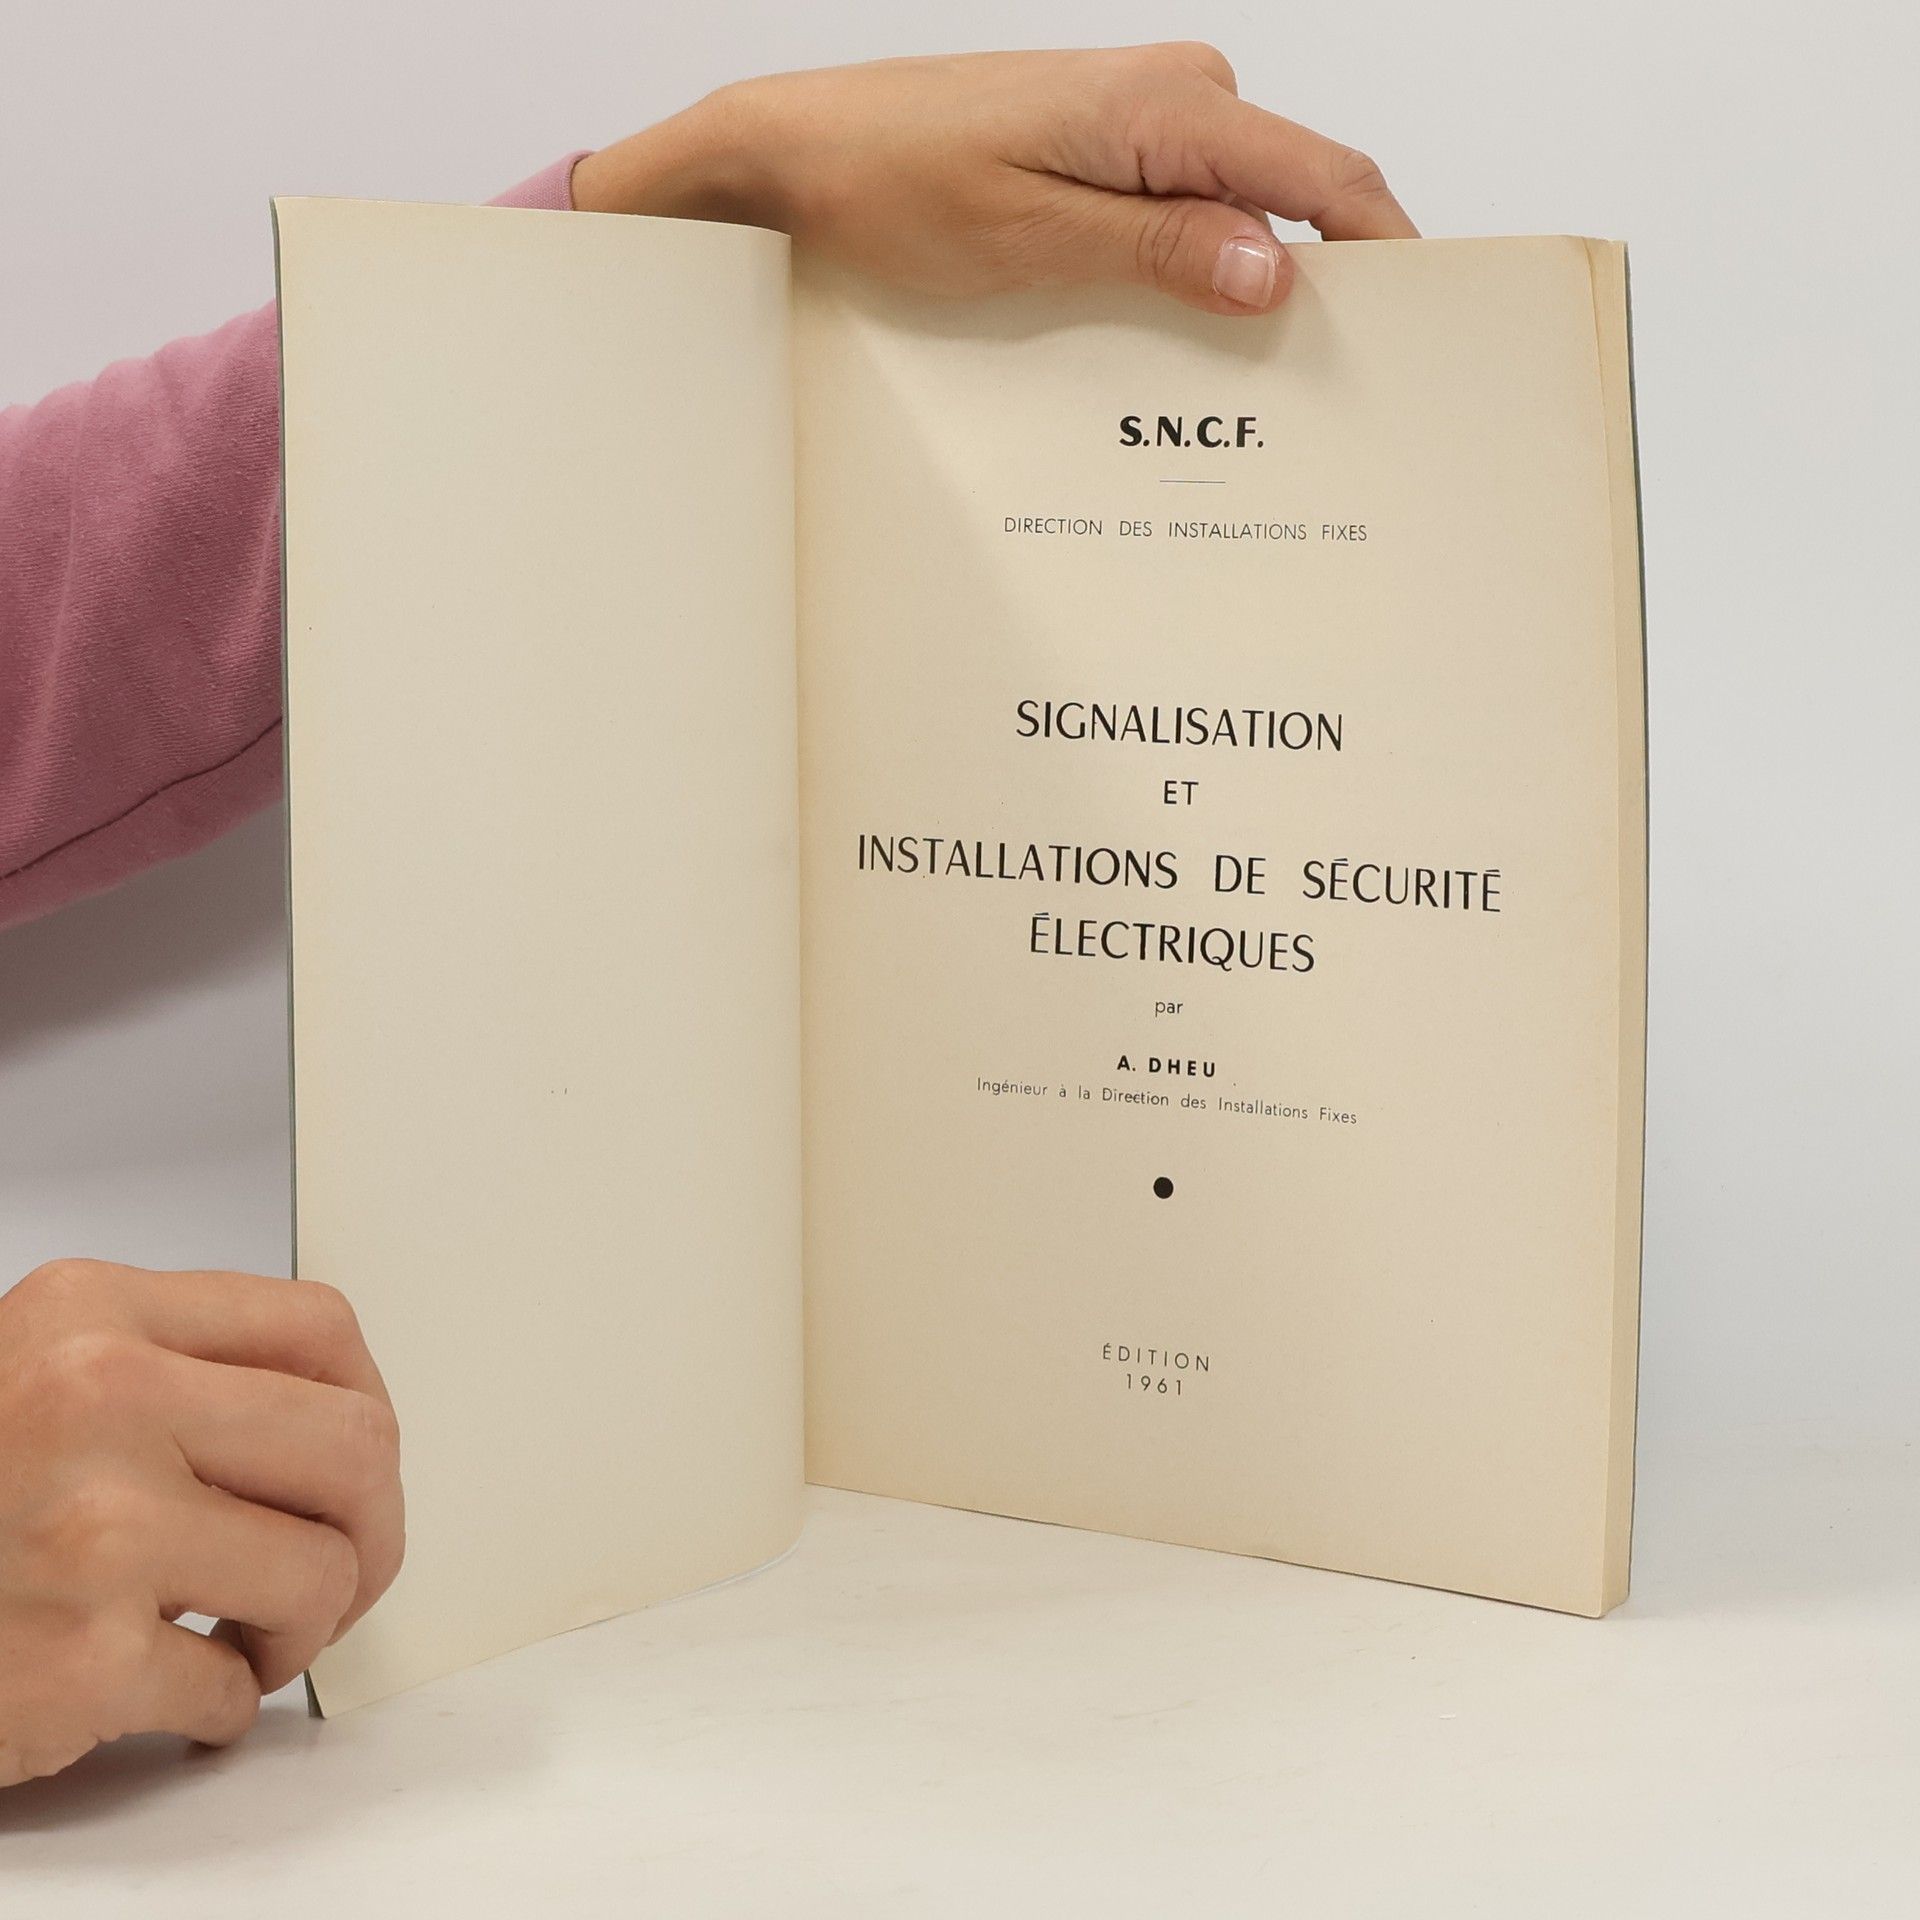 S.N.C.F.
DIRECTION DES INSTALLATIONS FIXES
SIGNALISATION
ET
INSTALLATIONS DE SÉCURITÉ
ÉLECTRIQUES
par
A. DHEU
Ingénieur à la Direction des Installations Fixes
ÉDITION
1961